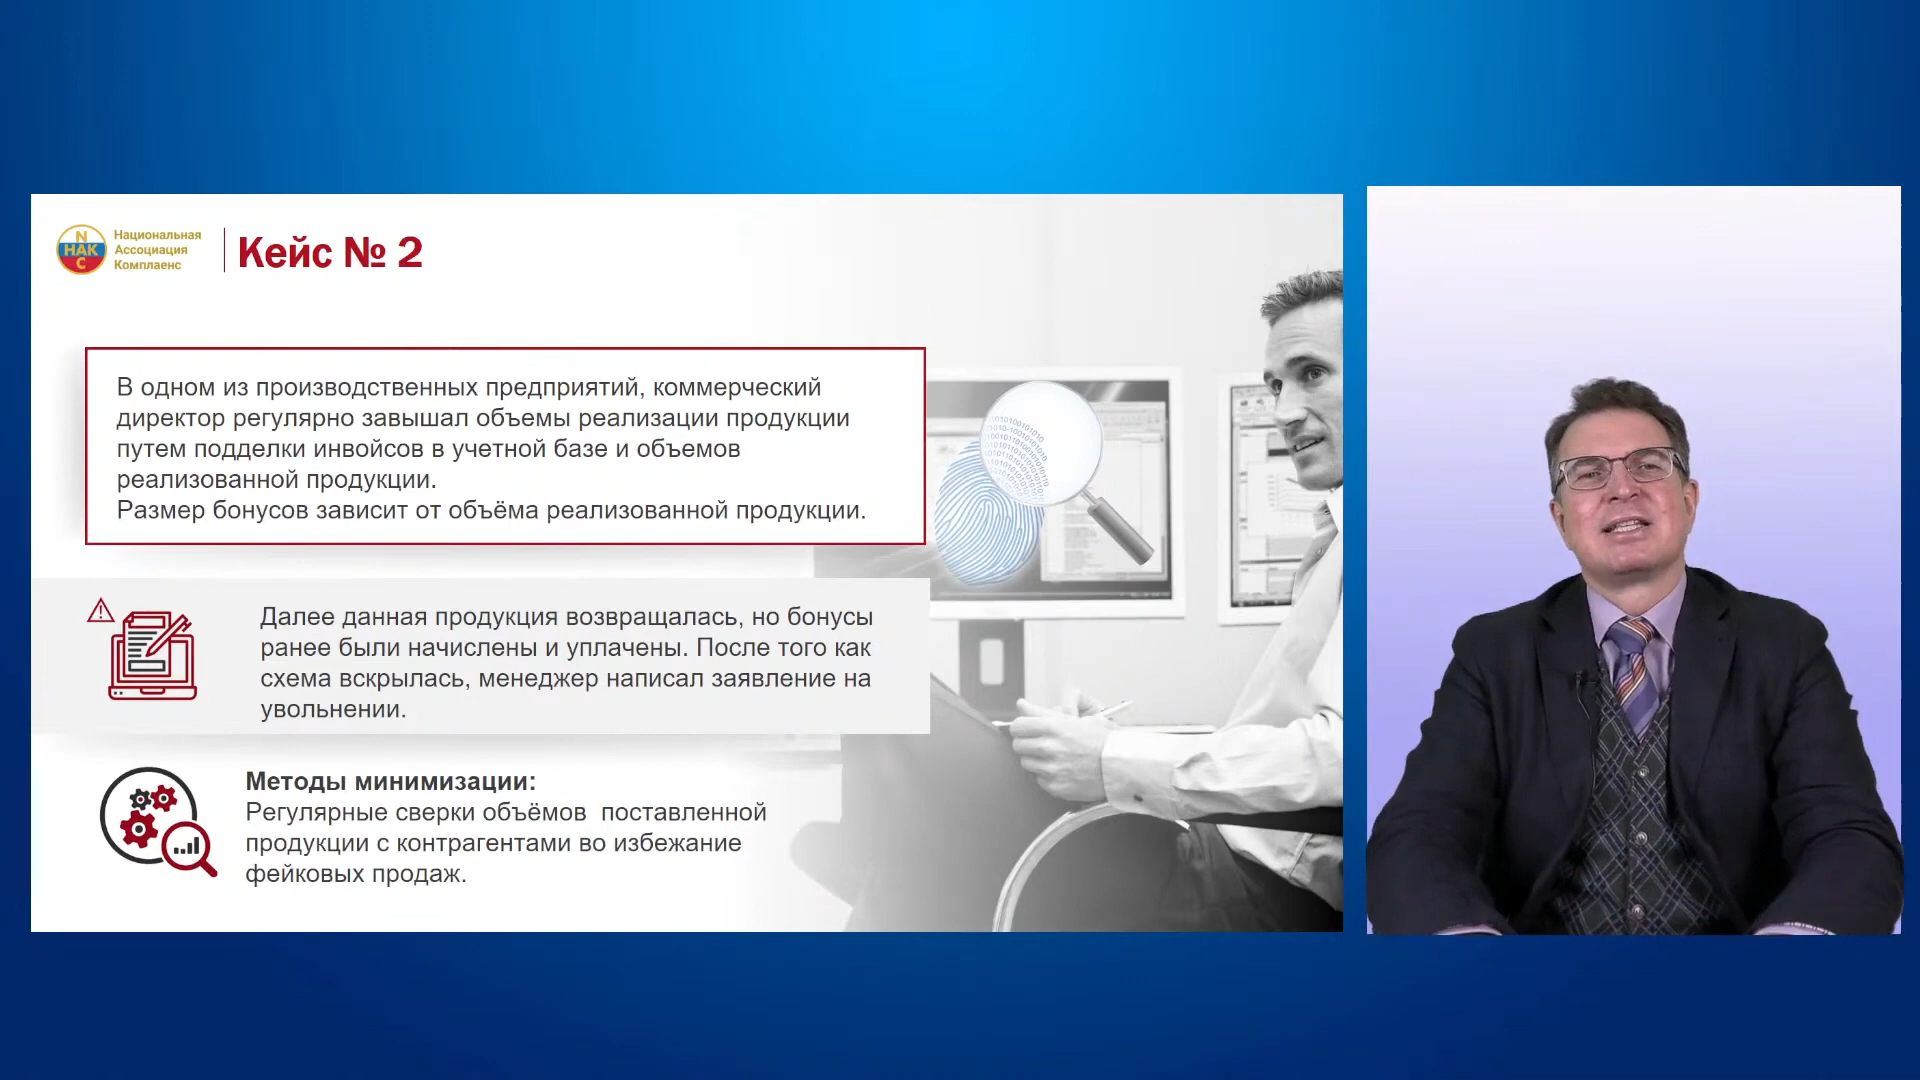 N
НАК
C
Национальная
Ассоциация
Комплаенс
Кейс № 2
В одном из производственных предприятий, коммерческий
директор регулярно завышал объемы реализации продукции
путем подделки инвойсов в учетной базе и объемов
реализованной продукции.
Размер бонусов зависит от объёма реализованной продукции.
Далее данная продукция возвращалась, но бонусы
ранее были начислены и уплачены. После того как
схема вскрылась, менеджер написал заявление на
увольнении.
Методы минимизации:
Регулярные сверки объёмов поставленной
продукции с контрагентами во избежание
фейковых продаж.